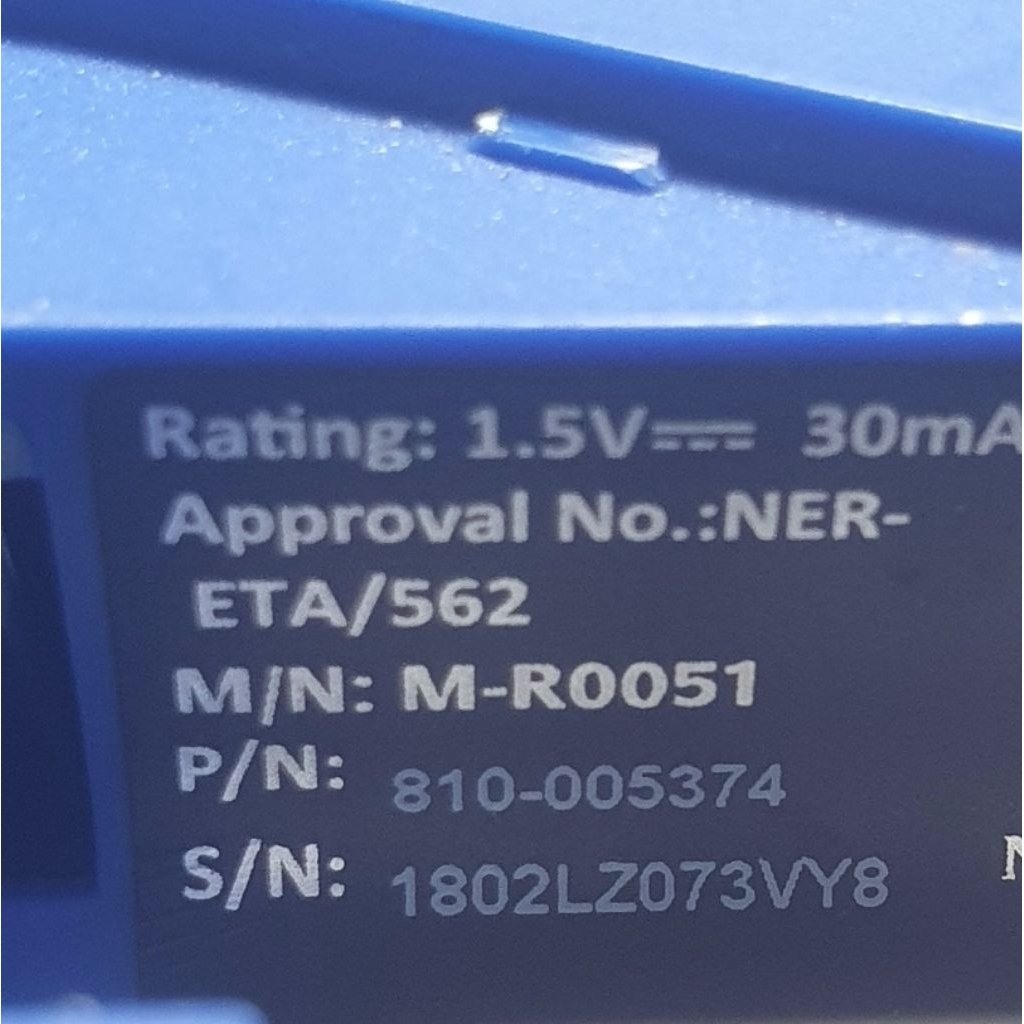 Rating: 1.5V⎓ 30mA
Approval No.:NER-
ETA/562
M/N: M-R0051
P/N: 810-005374
S/N: 1802LZ073VY8